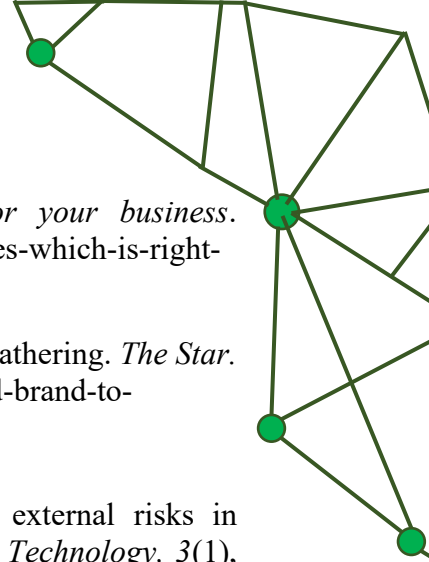 or your business.
es-which-is-right-
athering. The Star.
d-brand-to-
external risks in
Technology. 3(1),